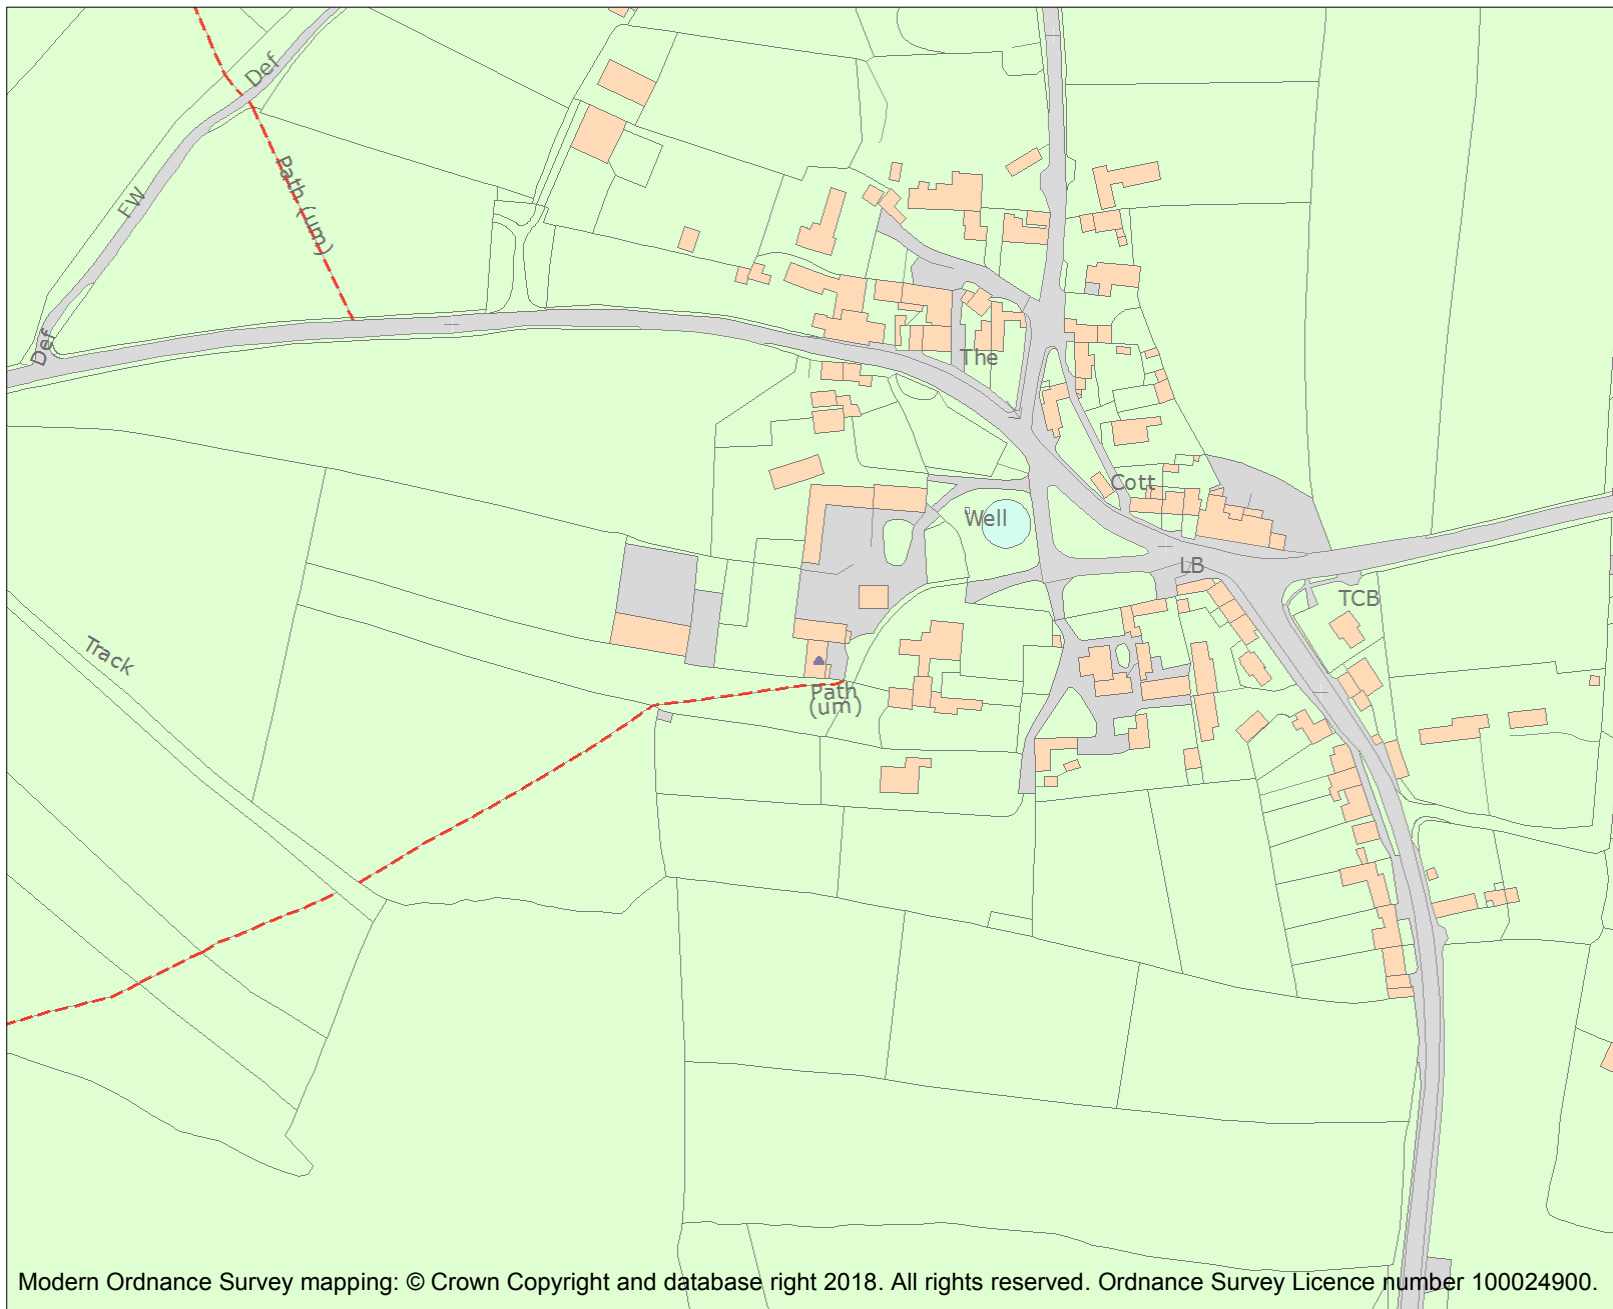 Def
FW
Path (um)
Def
The
Cott
Well
LB
TCB
Track
Path
(um)
Modern Ordnance Survey mapping: © Crown Copyright and database right 2018. All rights reserved. Ordnance Survey Licence number 100024900.